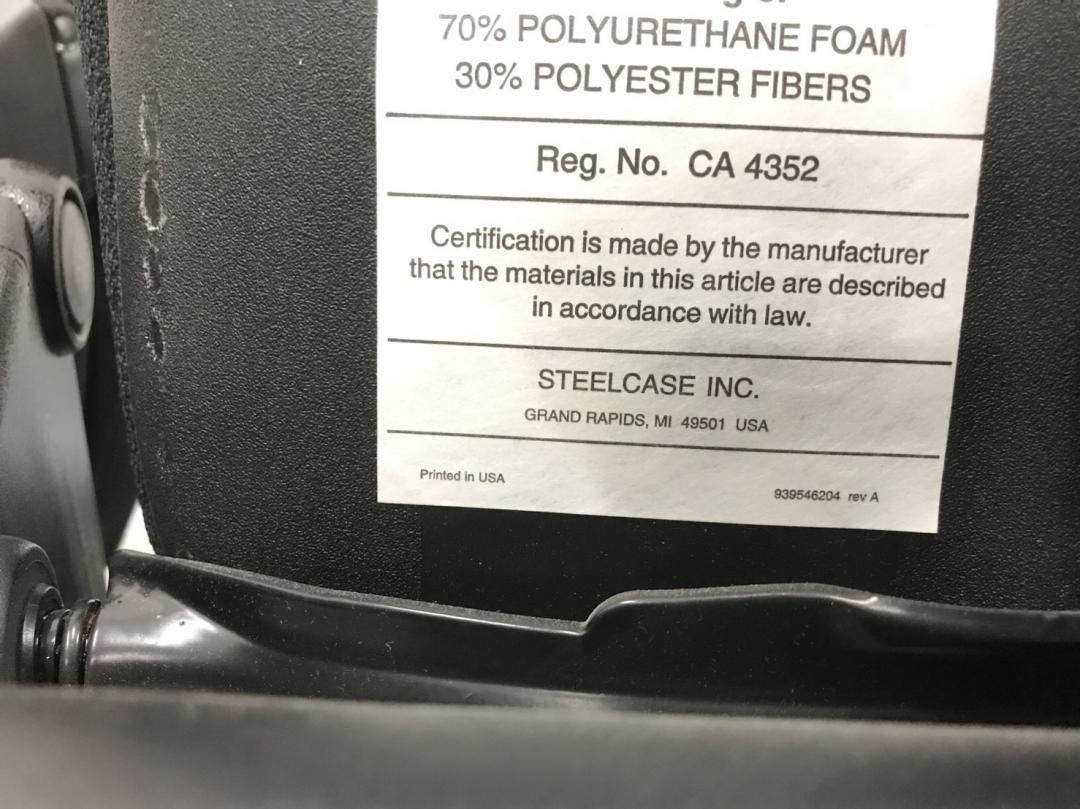 70% POLYURETHANE FOAM
30% POLYESTER FIBERS
Reg. No. CA 4352
Certification is made by the manufacturer
that the materials in this article are described
in accordance with law.
STEELCASE INC.
GRAND RAPIDS, MI 49501 USA
Printed in USA
939546204 rev A